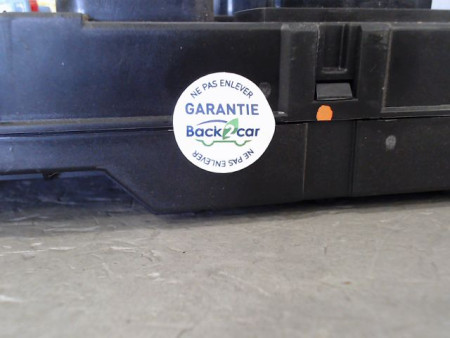 NE PAS ENLEVER
GARANTIE
Back2car
NE PAS ENLEVER